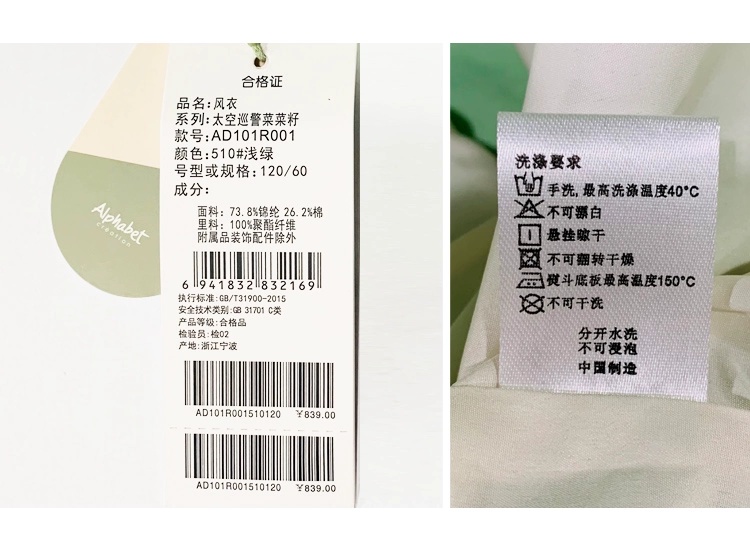 Alphabet
creation
合格证
品名:风衣
系列:太空巡警菜菜籽
款号:AD101R001
颜色:510#浅绿
号型或规格:120/60
成分:
面料: 73.8%锦纶 26.2%棉
里料: 100%聚酯纤维
附属品装饰配件除外
6 941832 832169
执行标准:GB/T31900-2015
安全技术类别:GB 31701 C类
产品等级:合格品
检验员:检02
产地:浙江宁波
AD101R001510120 ¥839.00
AD101R001510120 ¥839.00
洗涤要求
手洗,最高洗涤温度40°C
不可漂白
悬挂晾干
不可翻转干燥
熨斗底板最高温度150°C
不可干洗
分开水洗
不可浸泡
中国制造